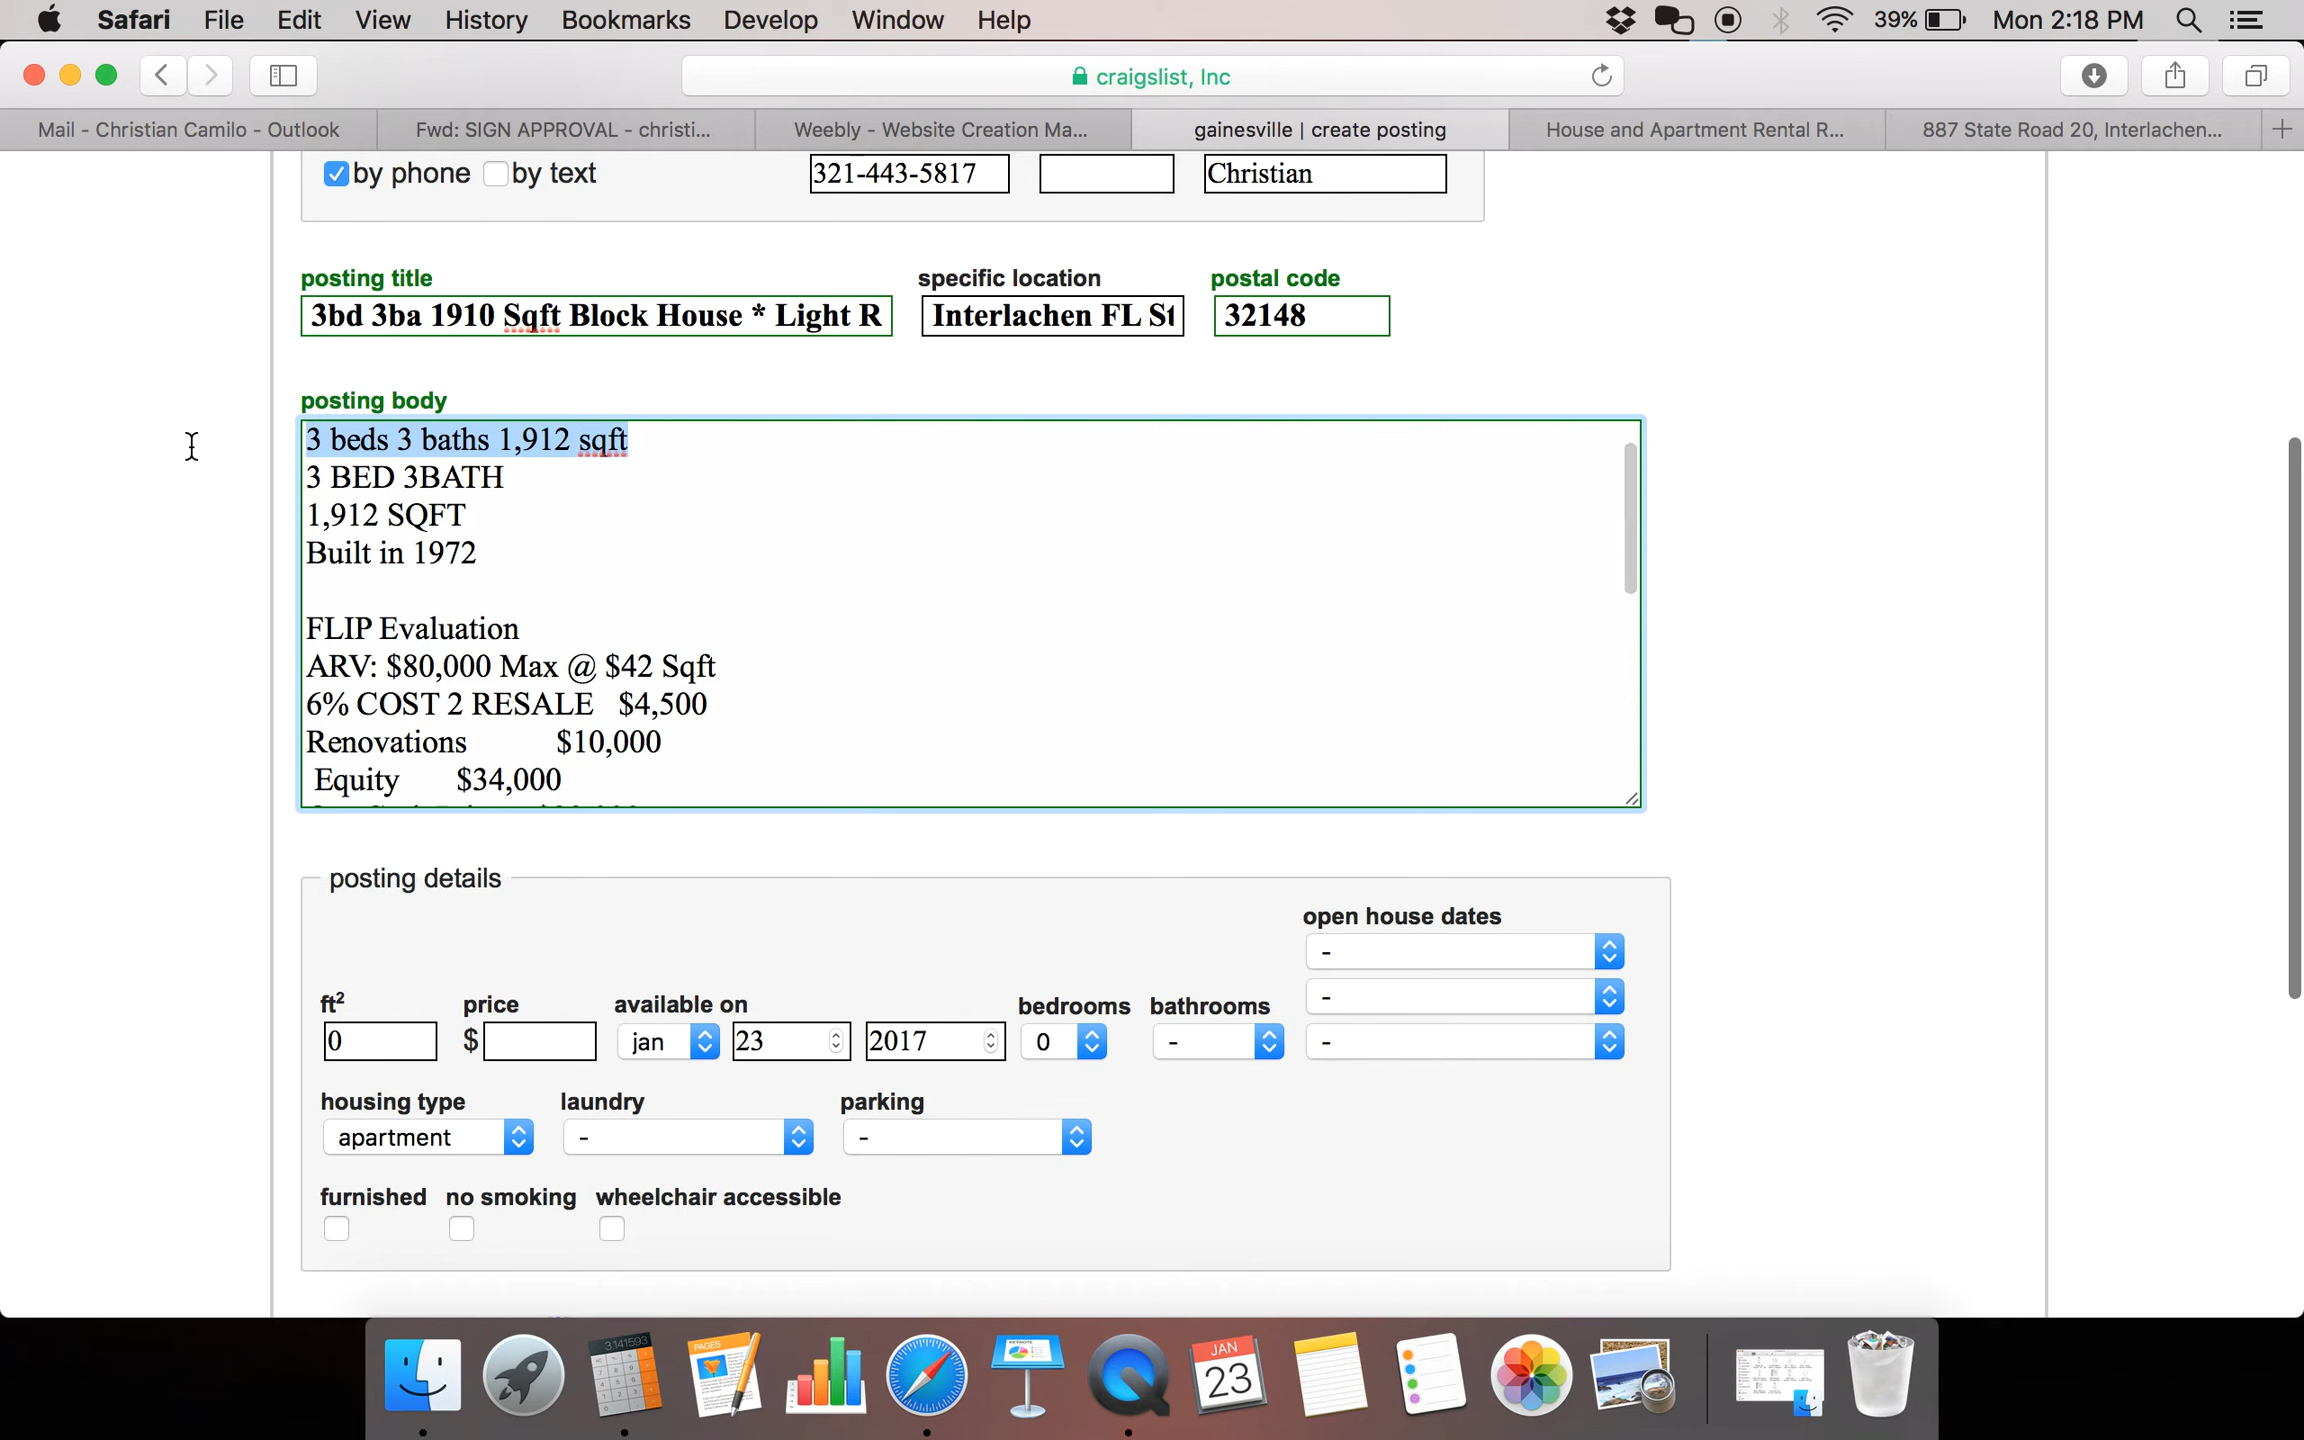 Safari File Edit View History Bookmarks Develop Window Help 39% Mon 2:18 PM
craigslist, Inc
Mail - Christian Camilo - Outlook
Fwd: SIGN APPROVAL - christi...
Weebly - Website Creation Ma...
gainesville | create posting
House and Apartment Rental R...
887 State Road 20, Interlachen...
by phone by text 321-443-5817 Christian
posting title specific location postal code
3bd 3ba 1910 Sqft Block House * Light R Interlachen FL St 32148
posting body
3 beds 3 baths 1,912 sqft
3 BED 3BATH
1,912 SQFT
Built in 1972
FLIP Evaluation
ARV: $80,000 Max @ $42 Sqft
6% COST 2 RESALE $4,500
Renovations $10,000
Equity $34,000
posting details
open house dates
-
-
-
ft² price available on bedrooms bathrooms
0 $ jan 23 2017 0 -
housing type laundry parking
apartment - -
furnished no smoking wheelchair accessible
3.141593
PAGES
KEYNOTE
JAN
23